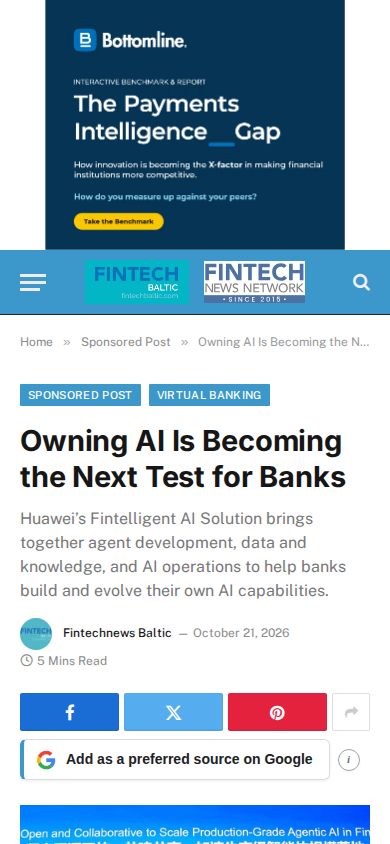 Bottomline.
INTERACTIVE BENCHMARK & REPORT
The Payments
Intelligence__Gap
How innovation is becoming the X-factor in making financial
institutions more competitive.
How do you measure up against your peers?
Take the Benchmark
FINTECH
BALTIC
fintechbaltic.com
FINTECH
NEWS NETWORK
• SINCE 2015 •
Home » Sponsored Post » Owning AI Is Becoming the N...
SPONSORED POST
VIRTUAL BANKING
Owning AI Is Becoming
the Next Test for Banks
Huawei's Fintelligent AI Solution brings
together agent development, data and
knowledge, and AI operations to help banks
build and evolve their own AI capabilities.
FINTECH
Fintechnews Baltic — October 21, 2026
5 Mins Read
Add as a preferred source on Google
i
Open and Collaborative to Scale Production-Grade Agentic AI in Fin